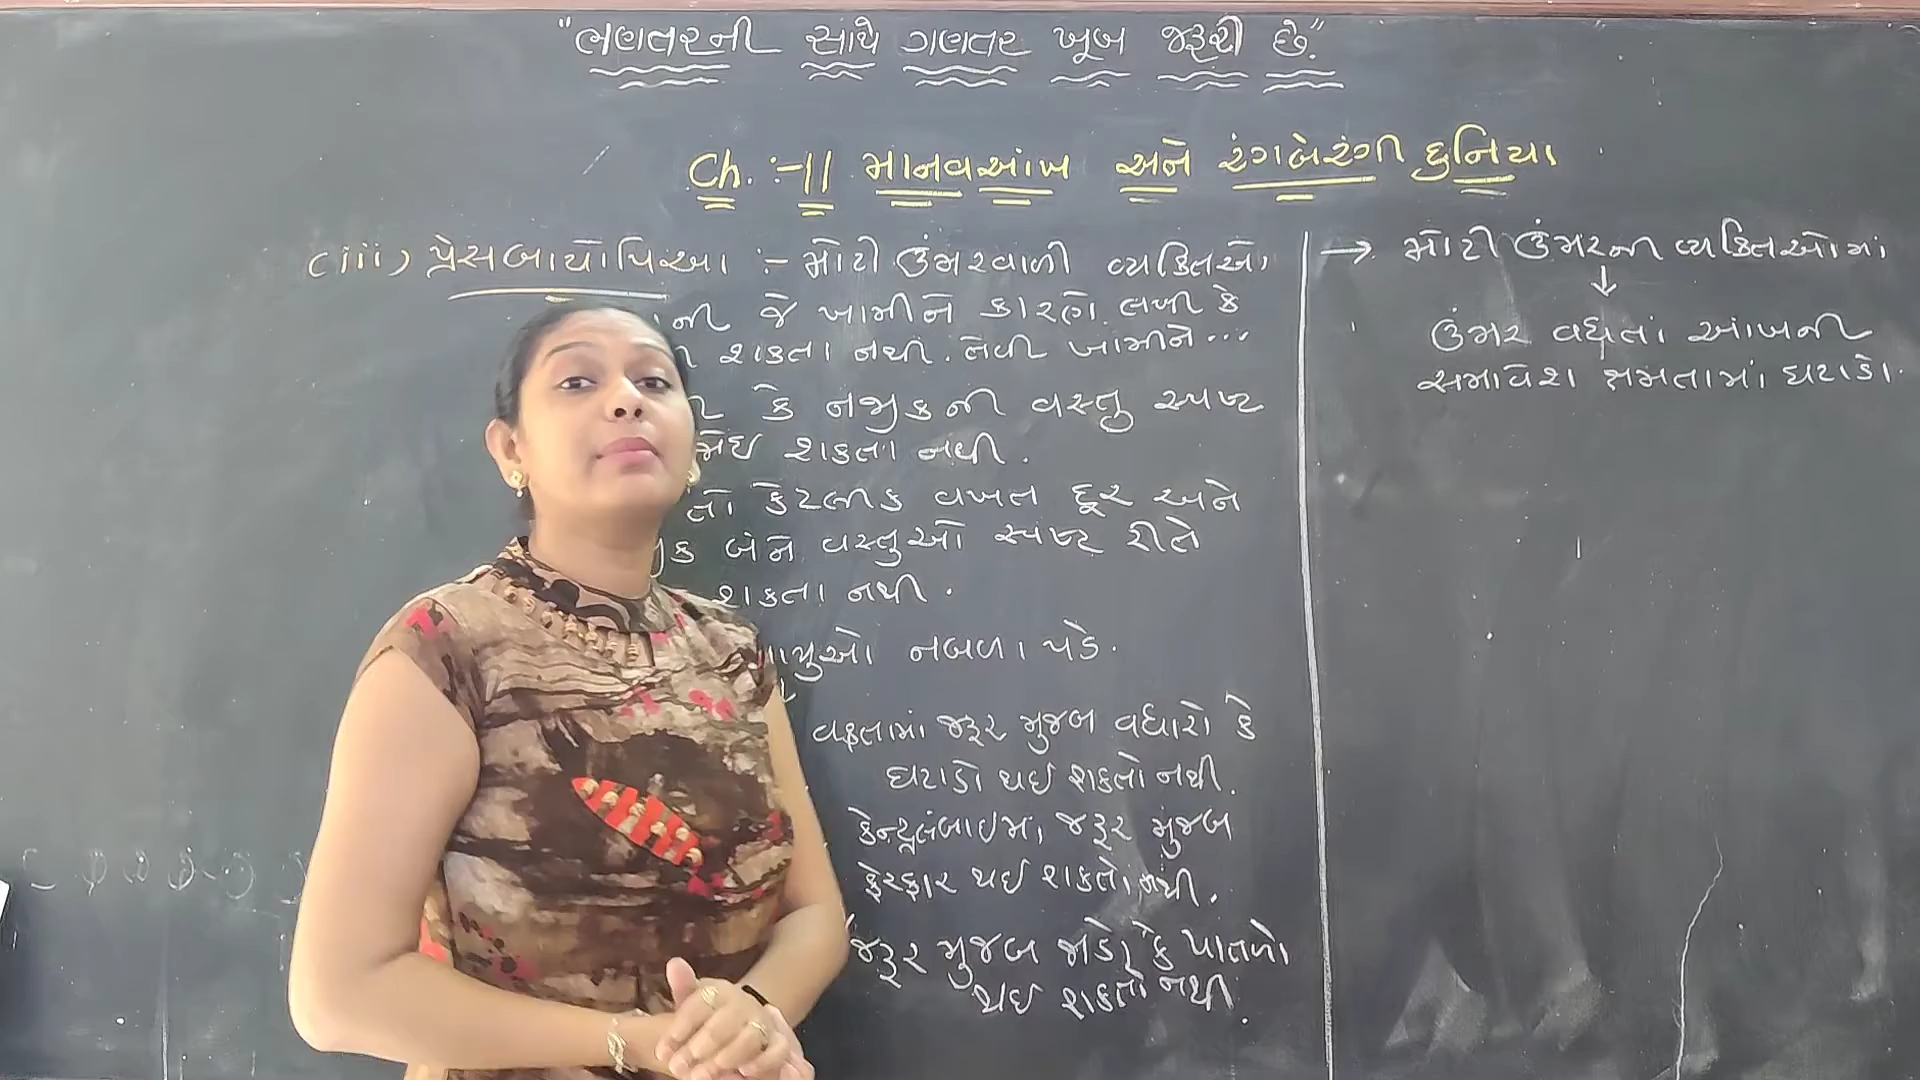 "ભણતરની સાથે ગણતર ખૂબ જરૂરી છે."
Ch. :-11 માનવઆંખ અને રંગબેરંગી દુનિયા
(iii) પ્રેસબાયોપિઆ :- મોટી ઉંમરવાળી વ્યક્તિઓ
ની જે ખામીને કારણે લખી કે
શકતા નથી. તેવી ખામીને...
કે નજીકની વસ્તુ સ્પષ્ટ
જોઈ શકતા નથી.
તો કેટલીક વખત દૂર અને
બંને વસ્તુઓ સ્પષ્ટ રીતે
શકતા નથી.
નબળા પડે.
વક્રતામાં જરૂર મુજબ વધારો કે
ઘટાડો થઈ શકતો નથી.
કેન્દ્રલંબાઇમાં જરૂર મુજબ
ફેરફાર થઈ શકતો નથી.
જરૂર મુજબ જાડો કે પાતળો
થઈ શકતો નથી.
→ મોટી ઉંમરની વ્યક્તિઓમાં
↓
ઉંમર વધતાં આંખની
સમાવેશ ક્ષમતામાં ઘટાડો.